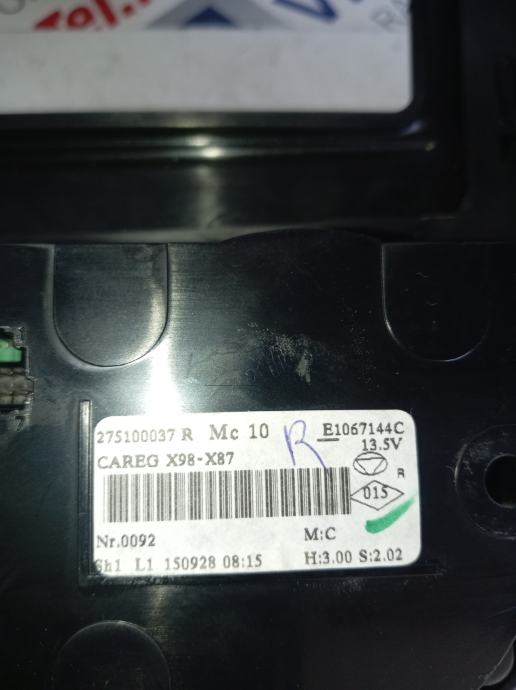 Tel.
275100037 R Mc 10 R E1067144C
13.5V
CAREG X98-X87
R
015
Nr.0092 M:C
Sh1 L1 150928 08:15 H:3.00 S:2.02